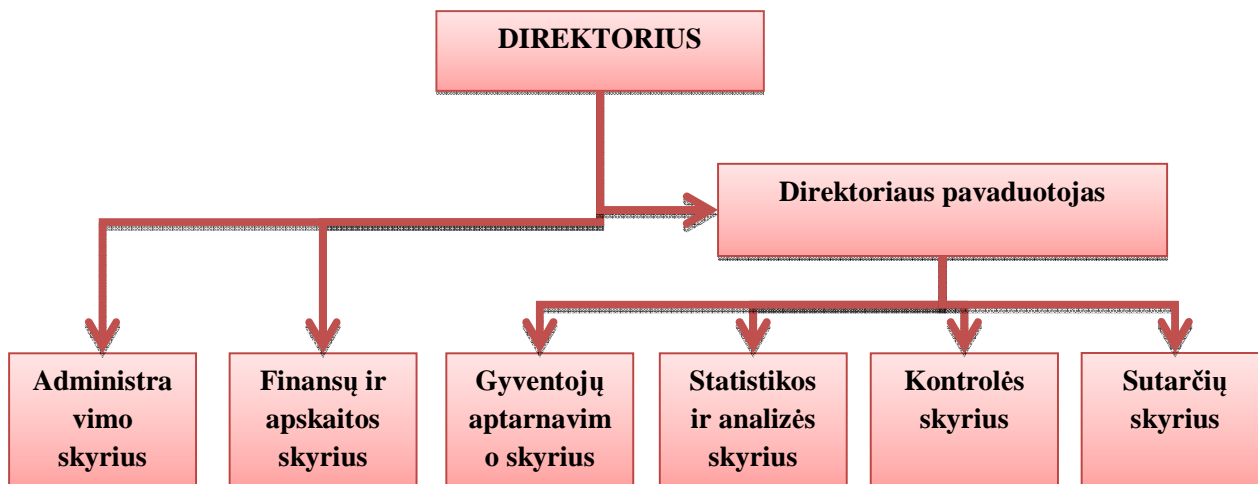 DIREKTORIUS
Direktoriaus pavaduotojas
Administra
vimo
skyrius
Finansų ir
apskaitos
skyrius
Gyventojų
aptarnavim
o skyrius
Statistikos
ir analizės
skyrius
Kontrolės
skyrius
Sutarčių
skyrius